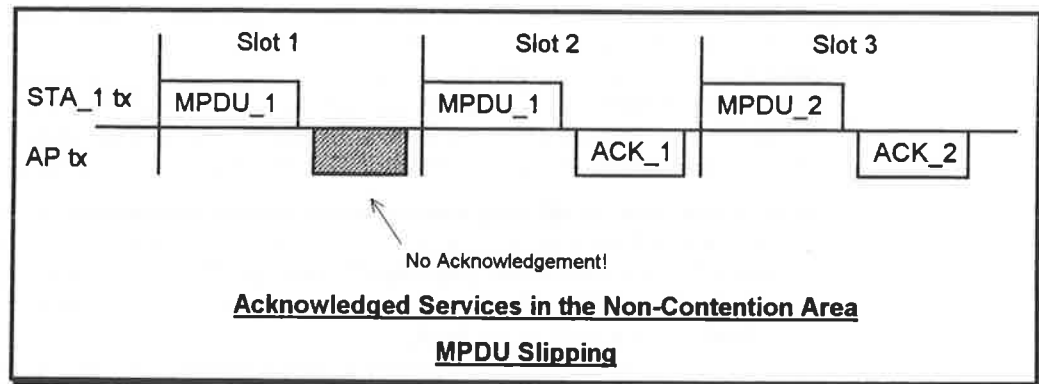 Slot 1 Slot 2 Slot 3
STA_1 tx MPDU_1 MPDU_1 MPDU_2
AP tx ACK_1 ACK_2
No Acknowledgement!
Acknowledged Services in the Non-Contention Area
MPDU Slipping